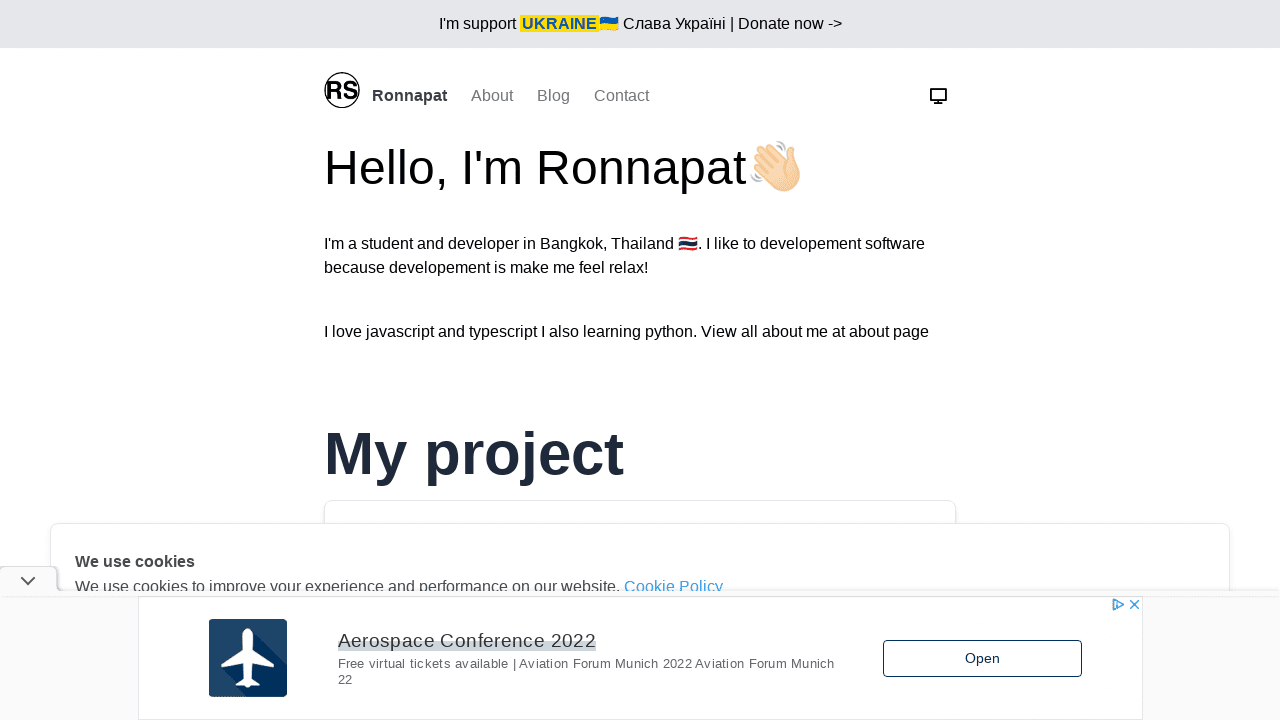 I'm support UKRAINE🇺🇦 Слава Україні | Donate now ->
RS Ronnapat About Blog Contact
Hello, I'm Ronnapat👋🏻
I'm a student and developer in Bangkok, Thailand 🇹🇭. I like to developement software
because developement is make me feel relax!
I love javascript and typescript I also learning python. View all about me at about page
My project
We use cookies
We use cookies to improve your experience and performance on our website. Cookie Policy
Aerospace Conference 2022
Free virtual tickets available | Aviation Forum Munich 2022 Aviation Forum Munich
22
Open